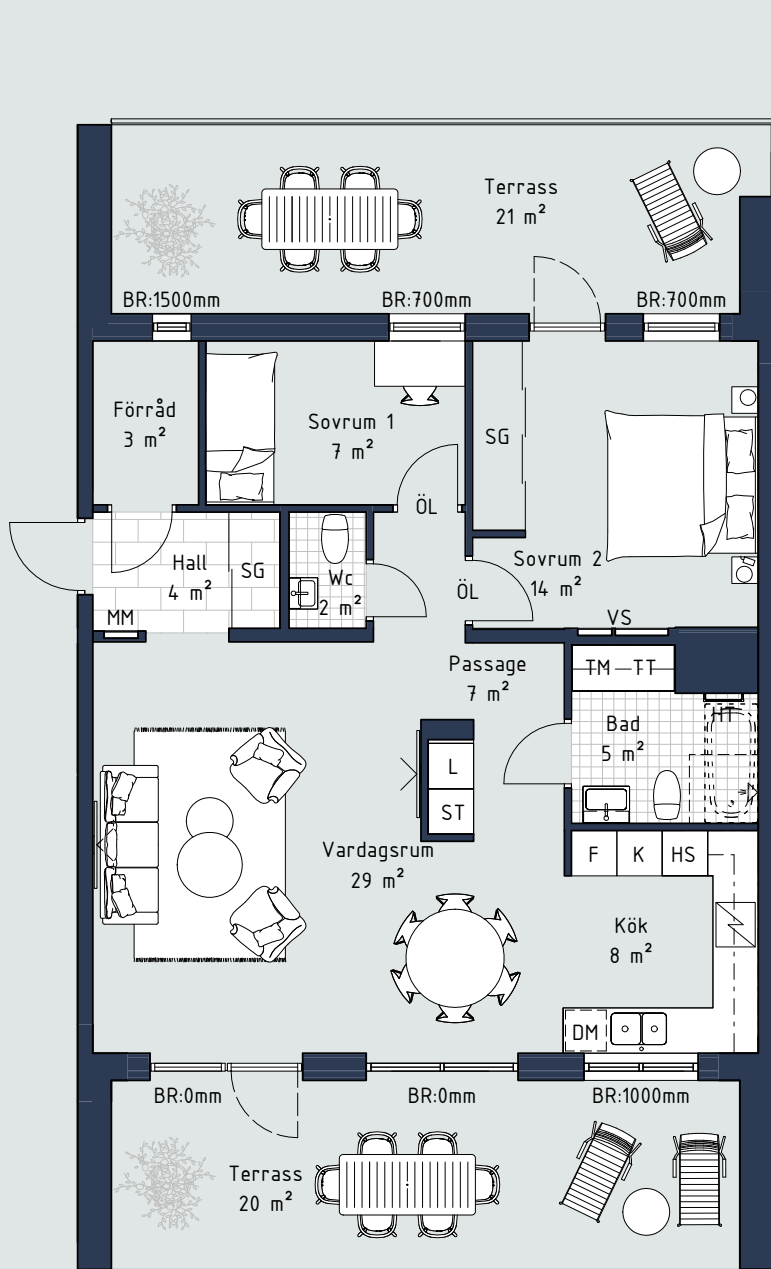 Terrass
21 m²
BR:1500mm
BR:700mm
BR:700mm
Förråd
3 m²
Sovrum 1
7 m²
SG
ÖL
Hall
4 m²
SG
Wc
2 m²
Sovrum 2
14 m²
ÖL
MM
VS
Passage
7 m²
TM
TT
HT
Bad
5 m²
L
ST
Vardagsrum
29 m²
F
K
HS
Kök
8 m²
DM
BR:0mm
BR:0mm
BR:1000mm
Terrass
20 m²